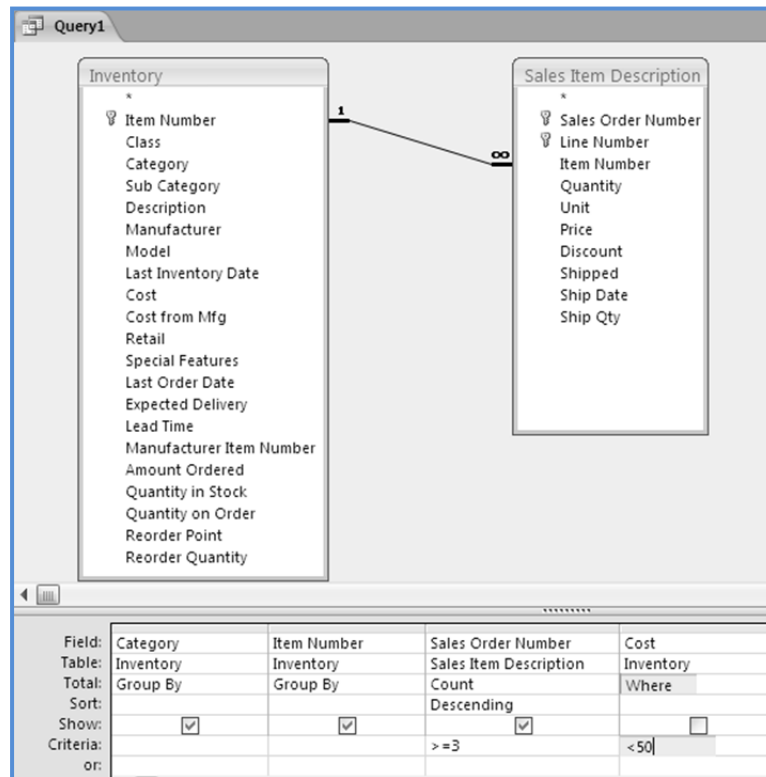 Query1
Inventory
*
Item Number
Class
Category
Sub Category
Description
Manufacturer
Model
Last Inventory Date
Cost
Cost from Mfg
Retail
Special Features
Last Order Date
Expected Delivery
Lead Time
Manufacturer Item Number
Amount Ordered
Quantity in Stock
Quantity on Order
Reorder Point
Reorder Quantity
1
∞
Sales Item Description
*
Sales Order Number
Line Number
Item Number
Quantity
Unit
Price
Discount
Shipped
Ship Date
Ship Qty
Field: Category Item Number Sales Order Number Cost
Table: Inventory Inventory Sales Item Description Inventory
Total: Group By Group By Count Where
Sort: Descending
Show:
Criteria: >=3 <50
or: